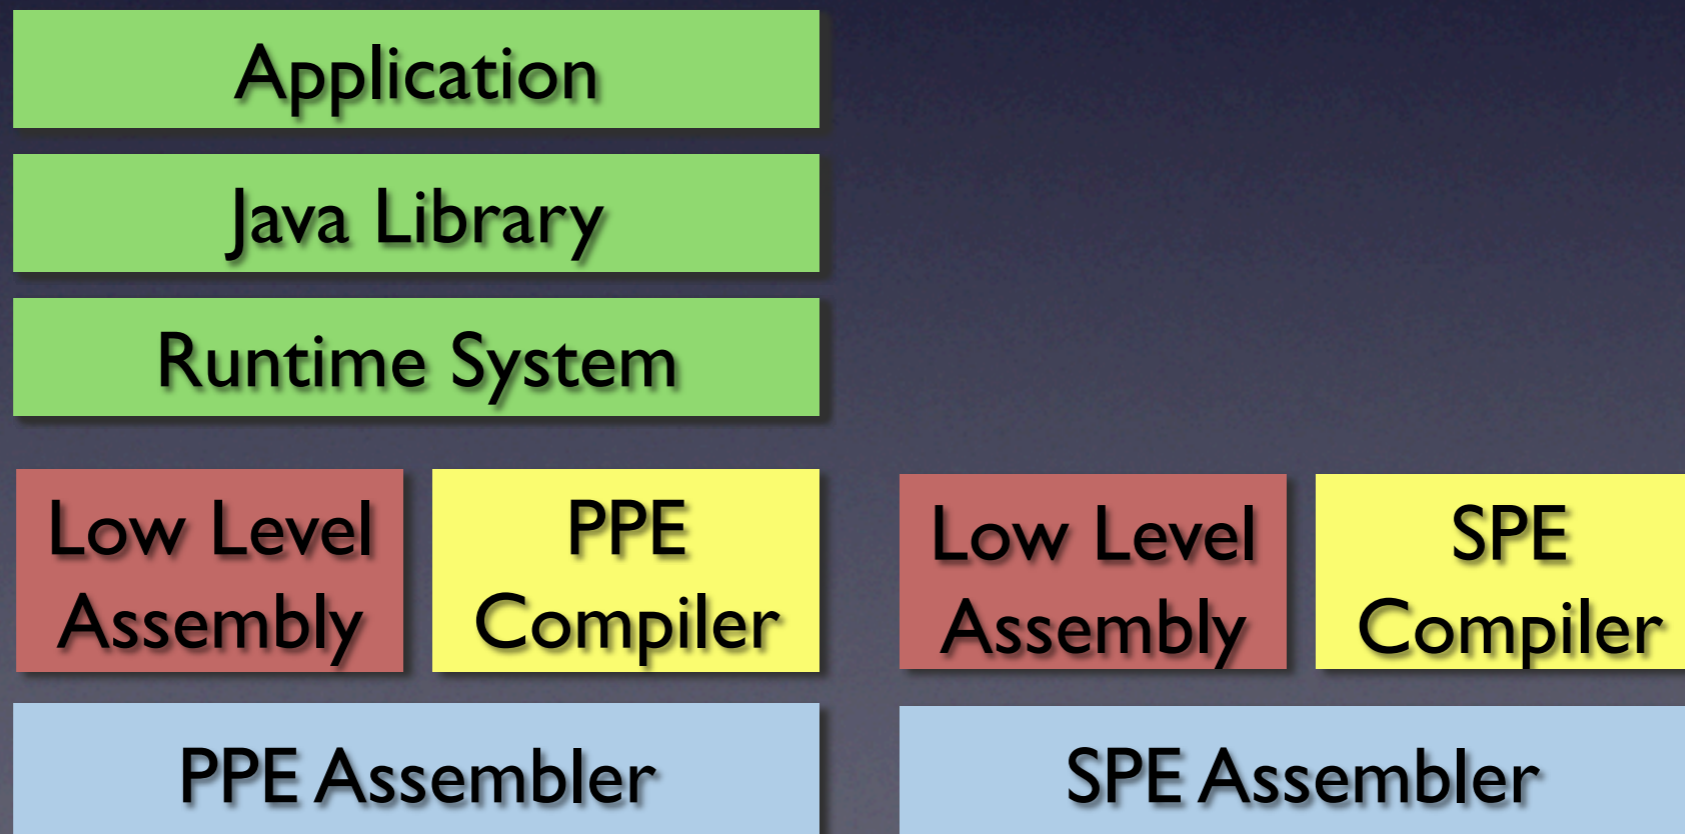 Application
Java Library
Runtime System
Low Level
Assembly
PPE
Compiler
Low Level
Assembly
SPE
Compiler
PPE Assembler
SPE Assembler